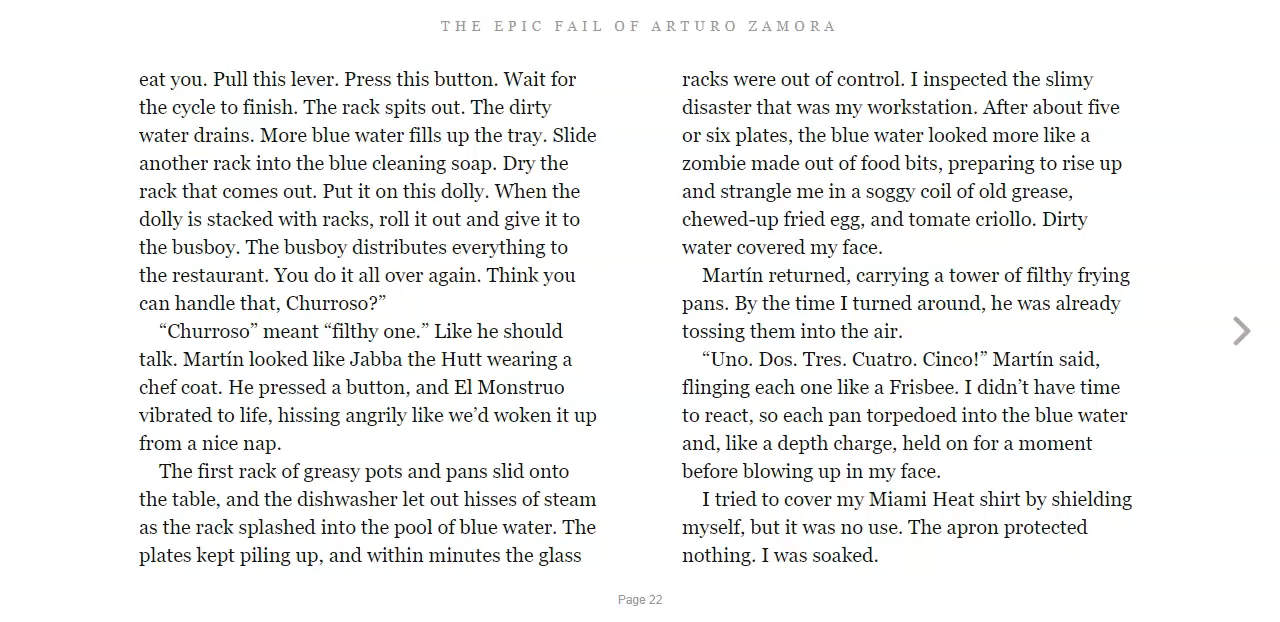 THE EPIC FAIL OF ARTURO ZAMORA
eat you. Pull this lever. Press this button. Wait for
the cycle to finish. The rack spits out. The dirty
water drains. More blue water fills up the tray. Slide
another rack into the blue cleaning soap. Dry the
rack that comes out. Put it on this dolly. When the
dolly is stacked with racks, roll it out and give it to
the busboy. The busboy distributes everything to
the restaurant. You do it all over again. Think you
can handle that, Churroso?”
“Churroso” meant “filthy one.” Like he should
talk. Martín looked like Jabba the Hutt wearing a
chef coat. He pressed a button, and El Monstruo
vibrated to life, hissing angrily like we’d woken it up
from a nice nap.
The first rack of greasy pots and pans slid onto
the table, and the dishwasher let out hisses of steam
as the rack splashed into the pool of blue water. The
plates kept piling up, and within minutes the glass
racks were out of control. I inspected the slimy
disaster that was my workstation. After about five
or six plates, the blue water looked more like a
zombie made out of food bits, preparing to rise up
and strangle me in a soggy coil of old grease,
chewed-up fried egg, and tomate criollo. Dirty
water covered my face.
Martín returned, carrying a tower of filthy frying
pans. By the time I turned around, he was already
tossing them into the air.
“Uno. Dos. Tres. Cuatro. Cinco!” Martín said,
flinging each one like a Frisbee. I didn’t have time
to react, so each pan torpedoed into the blue water
and, like a depth charge, held on for a moment
before blowing up in my face.
I tried to cover my Miami Heat shirt by shielding
myself, but it was no use. The apron protected
nothing. I was soaked.
Page 22